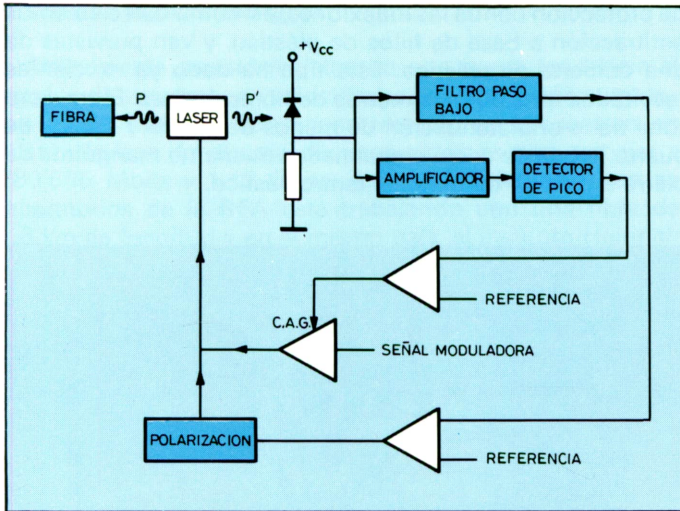 + Vcc
P
P'
FIBRA
LASER
FILTRO PASO
BAJO
AMPLIFICADOR
DETECTOR
DE PICO
REFERENCIA
C.A.G.
SEÑAL MODULADORA
POLARIZACION
REFERENCIA